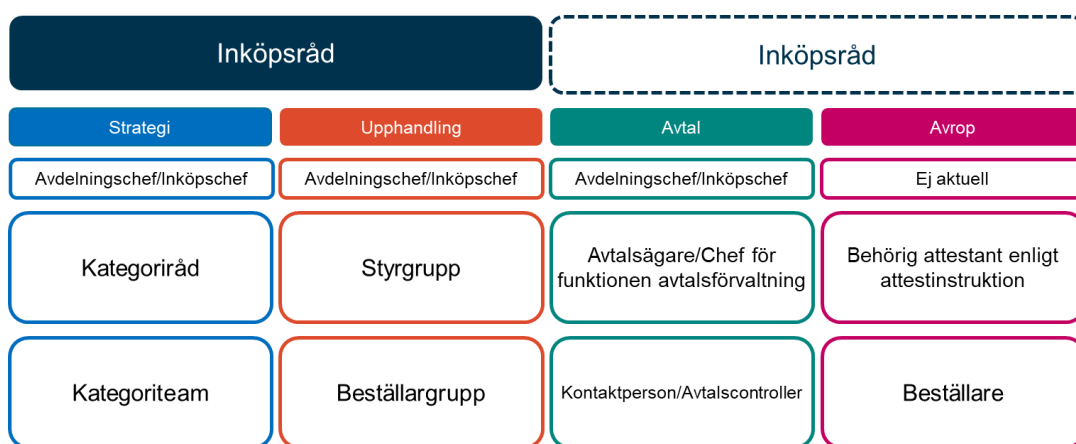 Inköpsråd
Inköpsråd
Strategi
Upphandling
Avtal
Avrop
Avdelningschef/Inköpschef
Avdelningschef/Inköpschef
Avdelningschef/Inköpschef
Ej aktuell
Kategoriråd
Styrgrupp
Avtalsägare/Chef för
funktionen avtalsförvaltning
Behörig attestant enligt
attestinstruktion
Kategoriteam
Beställargrupp
Kontaktperson/Avtalscontroller
Beställare